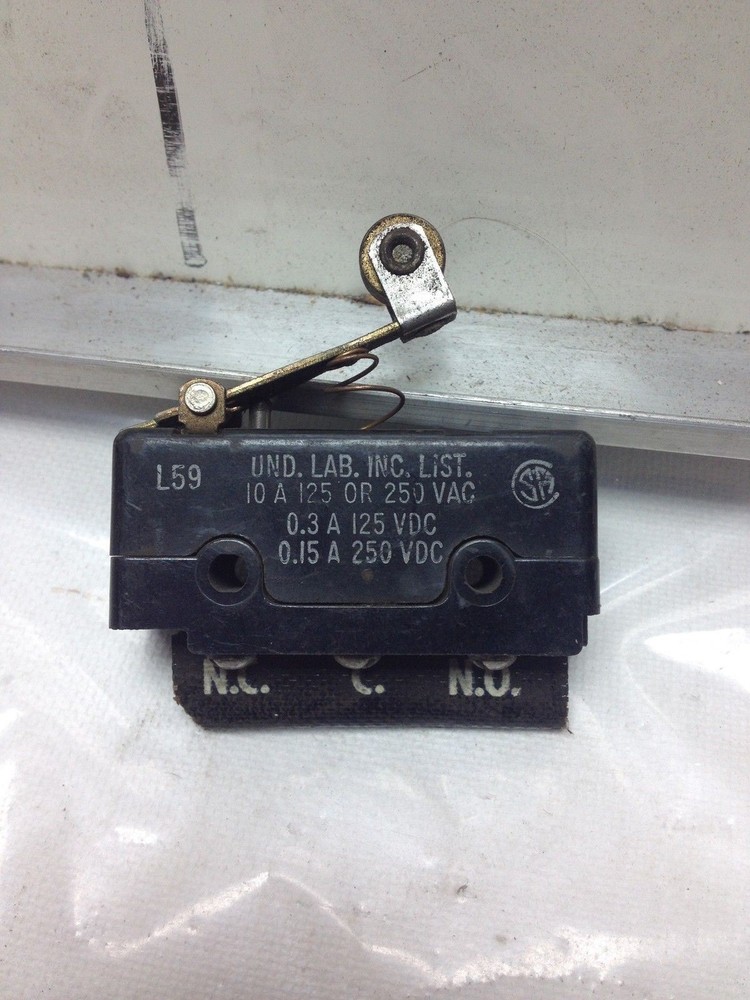 L59
UND. LAB. INC. LIST.
10 A 125 OR 250 VAC
0.3 A 125 VDC
0.15 A 250 VDC
N.C. C. N.O.